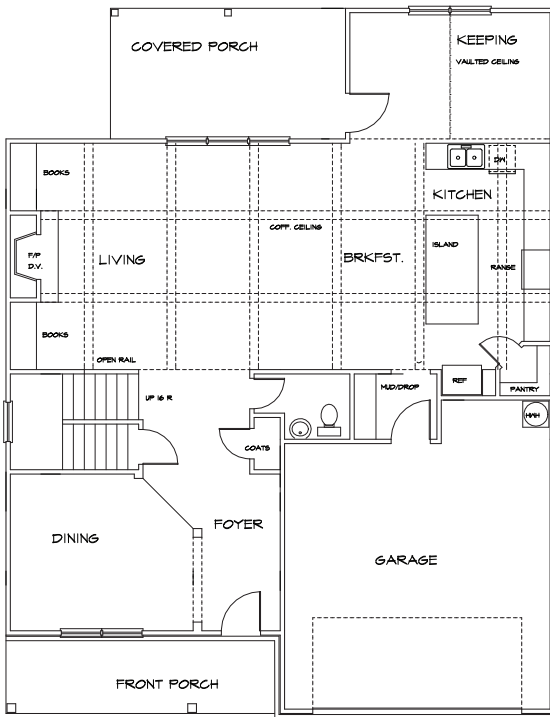 COVERED PORCH
KEEPING
VAULTED CEILING
BOOKS
DW
KITCHEN
COFF. CEILING
ISLAND
F/P
D.V.
LIVING
BRKFST.
RANGE
BOOKS
OPEN RAIL
UP 16 R
MUD/DROP
REF
PANTRY
HWH
COATS
DINING
FOYER
GARAGE
FRONT PORCH